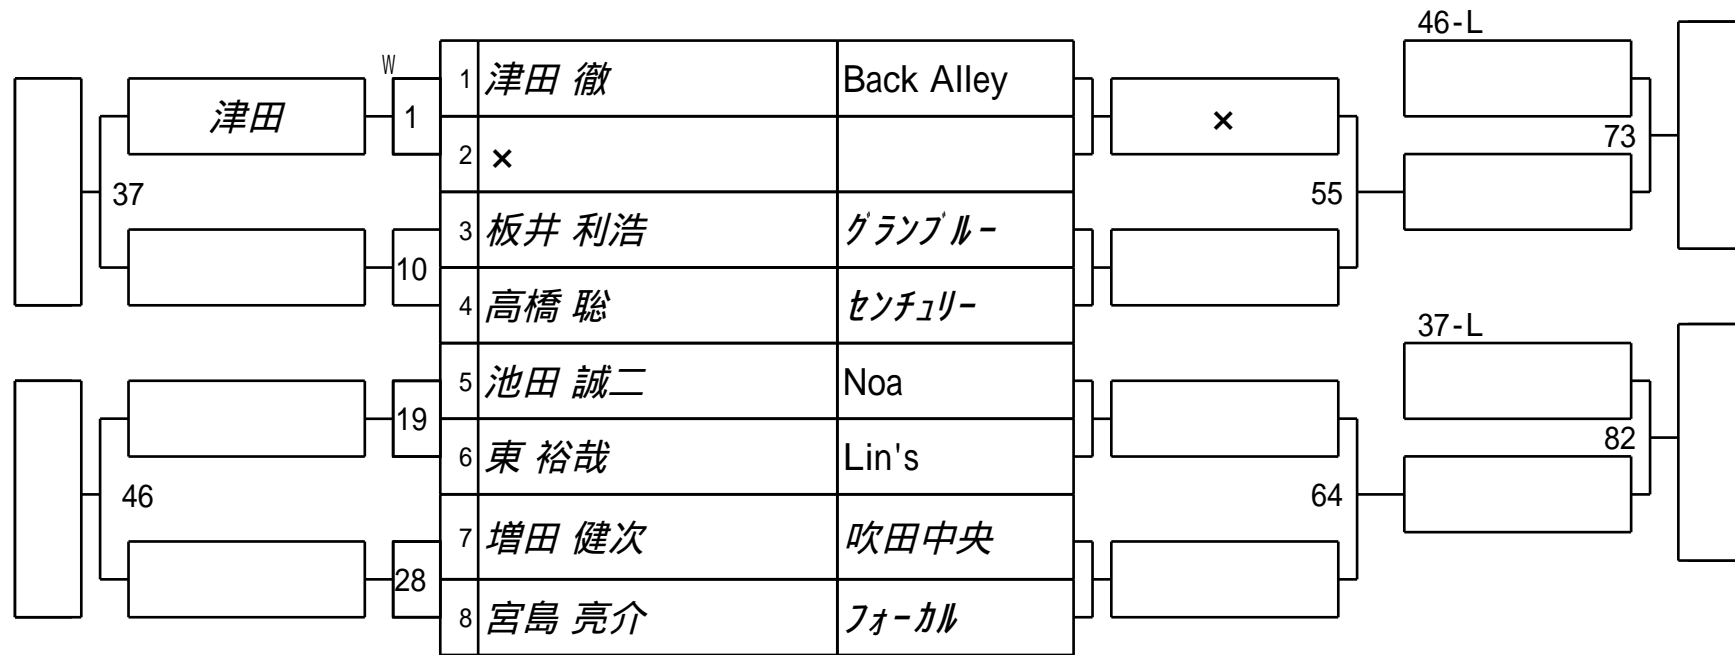 46-L
W
1 津田 徹 Back Alley
津田 1 × 73
2 ×
37 55
3 板井 利浩 グランブルー
10
4 高橋 聡 センチュリー
37-L
5 池田 誠二 Noa
19 82
6 東 裕哉 Lin's
46 64
7 増田 健次 吹田中央
28
8 宮島 亮介 フォーカル